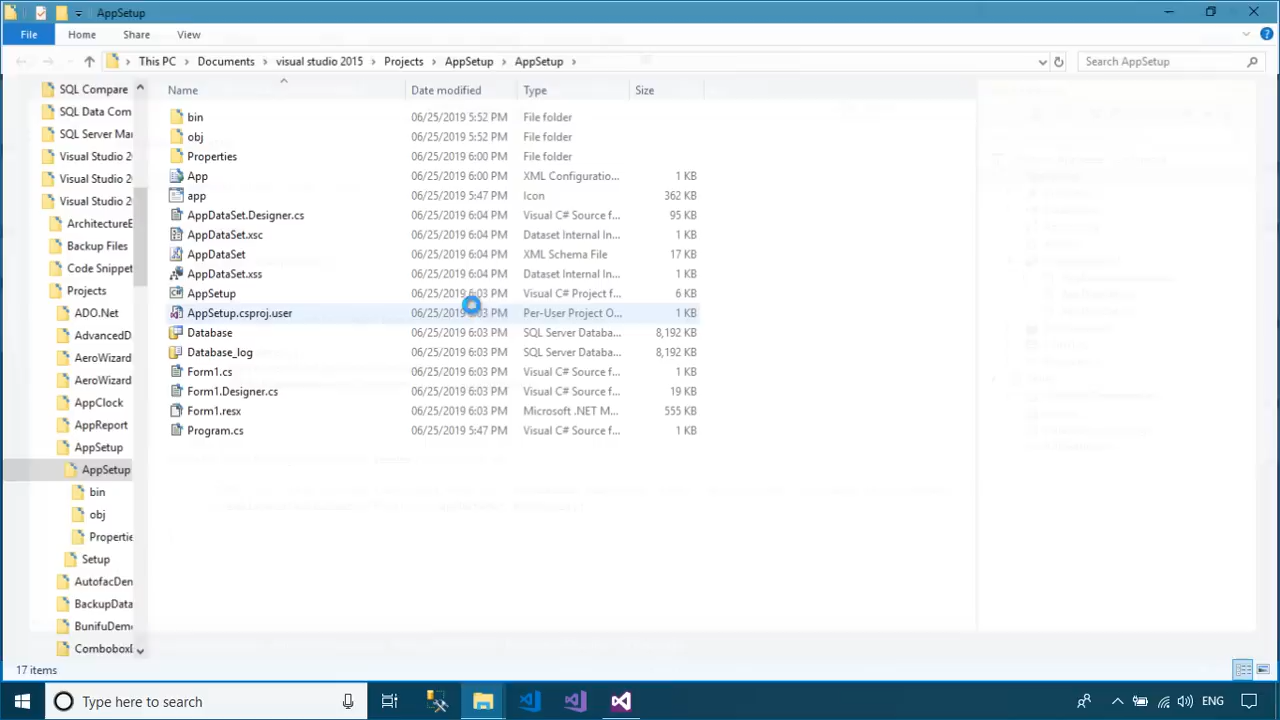 AppSetup
File Home Share View
This PC Documents visual studio 2015 Projects AppSetup AppSetup Search AppSetup
SQL Compare
SQL Data Com
SQL Server Ma
Visual Studio 2
Visual Studio 2
Visual Studio 2
ArchitectureE
Backup Files
Code Snippet
Projects
ADO.Net
AdvancedD
AeroWizard
AeroWizard
AppClock
AppReport
AppSetup
AppSetup
bin
obj
Propertie
Setup
AutofacDen
BackupData
BunifuDem
Combobox
Name Date modified Type Size
bin 06/25/2019 5:52 PM File folder
obj 06/25/2019 5:52 PM File folder
Properties 06/25/2019 6:00 PM File folder
App 06/25/2019 6:00 PM XML Configuratio... 1 KB
app 06/25/2019 5:47 PM Icon 362 KB
AppDataSet.Designer.cs 06/25/2019 6:04 PM Visual C# Source f... 95 KB
AppDataSet.xsc 06/25/2019 6:04 PM Dataset Internal In... 1 KB
AppDataSet 06/25/2019 6:04 PM XML Schema File 17 KB
AppDataSet.xss 06/25/2019 6:04 PM Dataset Internal In... 1 KB
AppSetup 06/25/2019 6:03 PM Visual C# Project f... 6 KB
AppSetup.csproj.user 06/25/2019 6:03 PM Per-User Project O... 1 KB
Database 06/25/2019 6:03 PM SQL Server Databa... 8,192 KB
Database_log 06/25/2019 6:03 PM SQL Server Databa... 8,192 KB
Form1.cs 06/25/2019 6:03 PM Visual C# Source f... 1 KB
Form1.Designer.cs 06/25/2019 6:03 PM Visual C# Source f... 19 KB
Form1.resx 06/25/2019 6:03 PM Microsoft .NET M... 555 KB
Program.cs 06/25/2019 5:47 PM Visual C# Source f... 1 KB
17 items
Type here to search ENG